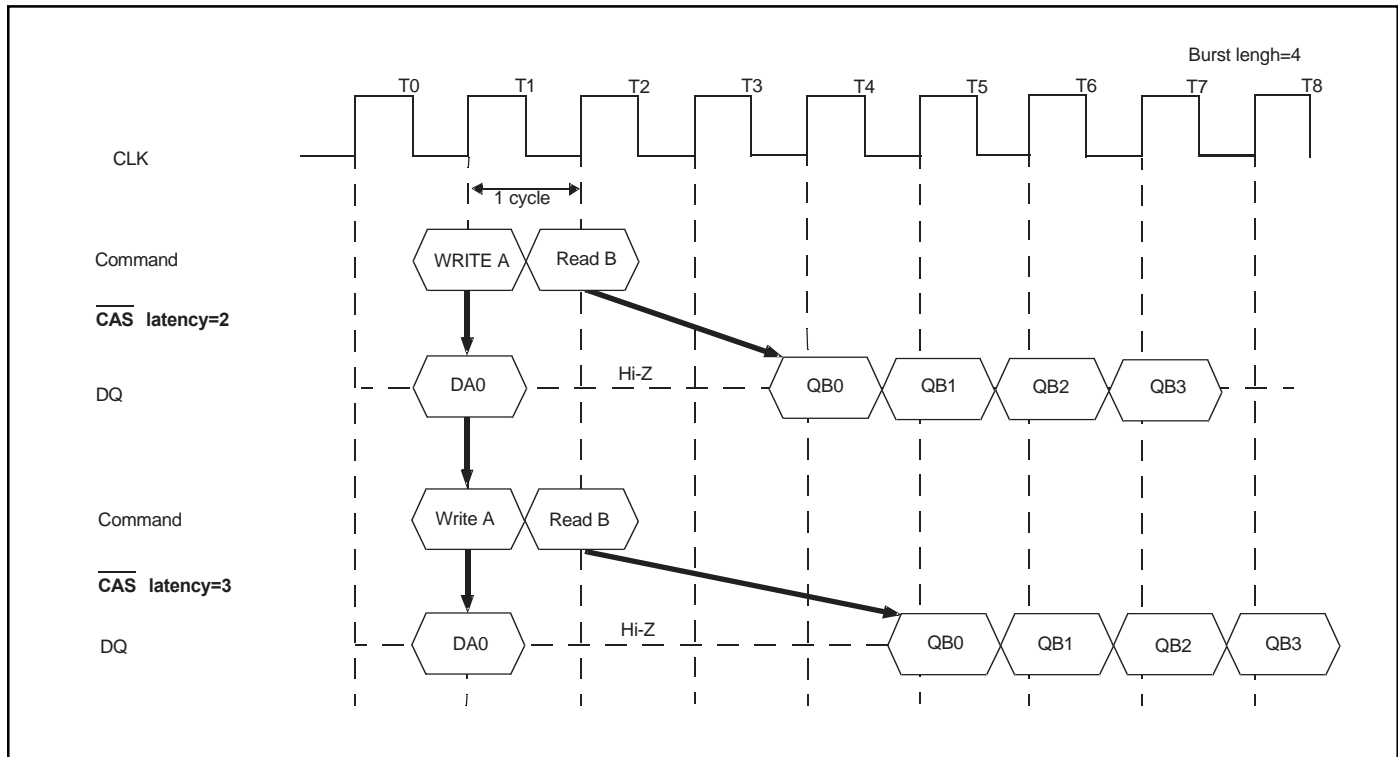 Burst lengh=4
T0 T1 T2 T3 T4 T5 T6 T7 T8
CLK
1 cycle
Command WRITE A Read B
CAS latency=2
DQ DA0 Hi-Z QB0 QB1 QB2 QB3
Command Write A Read B
CAS latency=3
DQ DA0 Hi-Z QB0 QB1 QB2 QB3